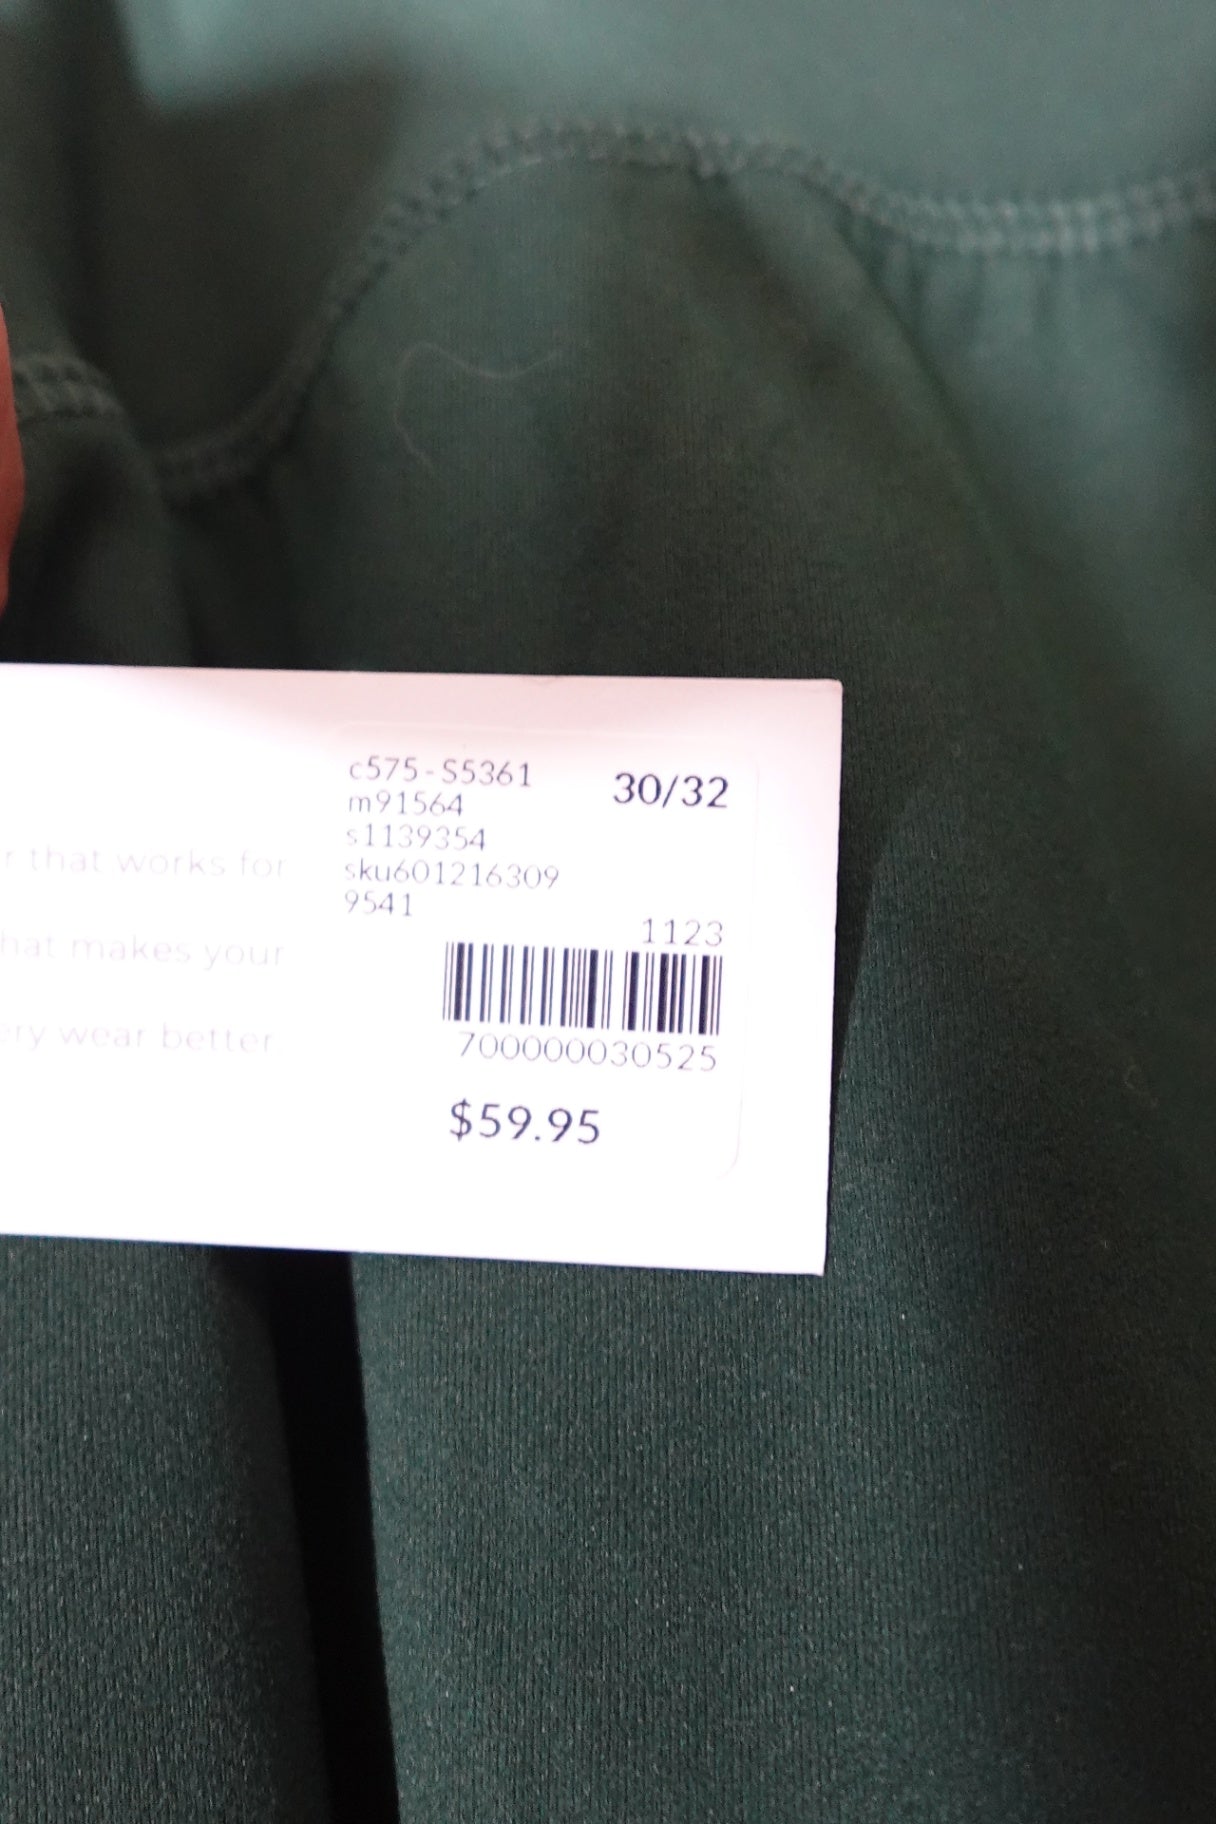 c575-S5361
30/32
m91564
s1139354
sku601216309
9541
1123
700000030525
$59.95
r that works for
hat makes your
ery wear better